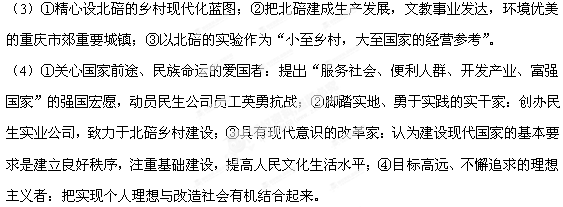 （3）①精心设北碚的乡村现代化蓝图；②把北碚建成生产发展，文教事业发达，环境优美
的重庆市郊重要城镇；③以北碚的实验作为“小至乡村，大至国家的经营参考”。
（4）①关心国家前途、民族命运的爱国者：提出“服务社会、便利人群、开发产业、富强
国家”的强国宏愿，动员民生公司员工英勇抗战；②脚踏实地、勇于实践的实干家：创办民
生实业公司，致力于北碚乡村建设；③具有现代意识的改革家：认为建设现代国家的基本要
求是建立良好秩序，注重基础建设，提高人民文化生活水平；④目标高远、不懈追求的理想
主义者：把实现个人理想与改造社会有机结合起来。